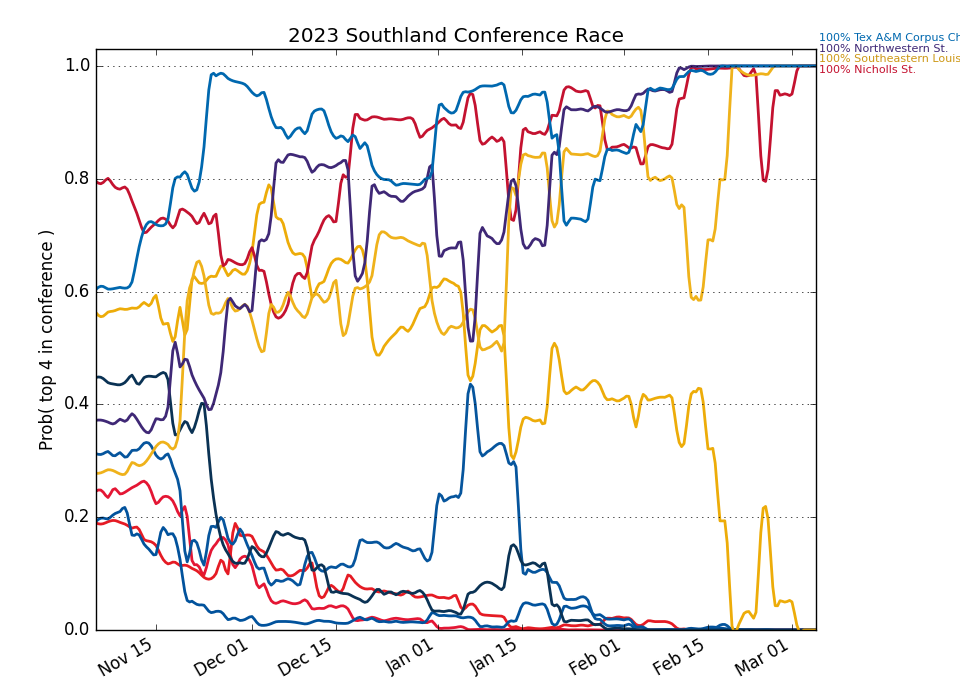 2023 Southland Conference Race
100% Tex A&M Corpus Ch
100% Northwestern St.
100% Southeastern Louis
100% Nicholls St.
Prob( top 4 in conference )
1.0
0.8
0.6
0.4
0.2
0.0
Nov 15
Dec 01
Dec 15
Jan 01
Jan 15
Feb 01
Feb 15
Mar 01